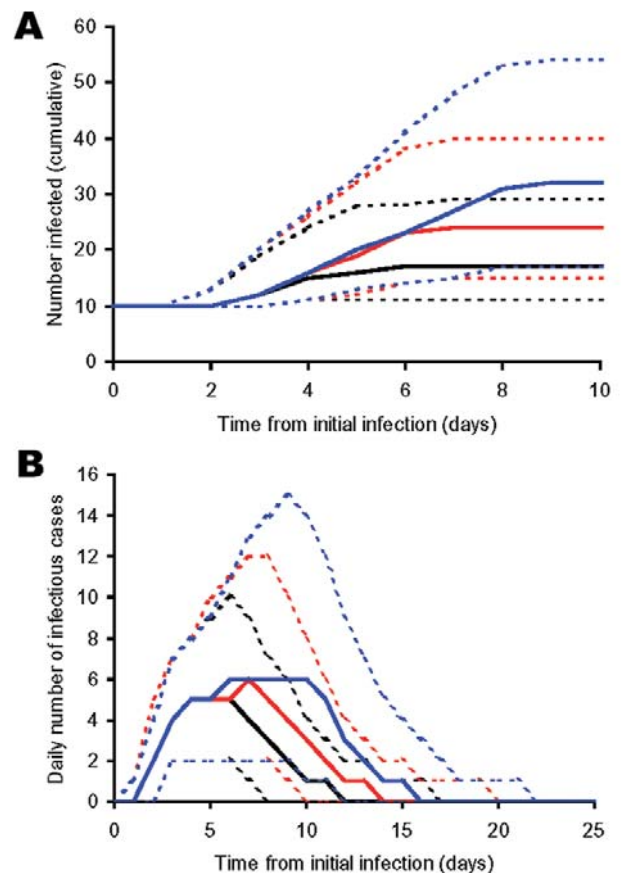 A
60
50
40
30
20
10
0
Number infected (cumulative)
0 2 4 6 8 10
Time from initial infection (days)
B
16
14
12
10
8
6
4
2
0
Daily number of infectious cases
0 5 10 15 20 25
Time from initial infection (days)